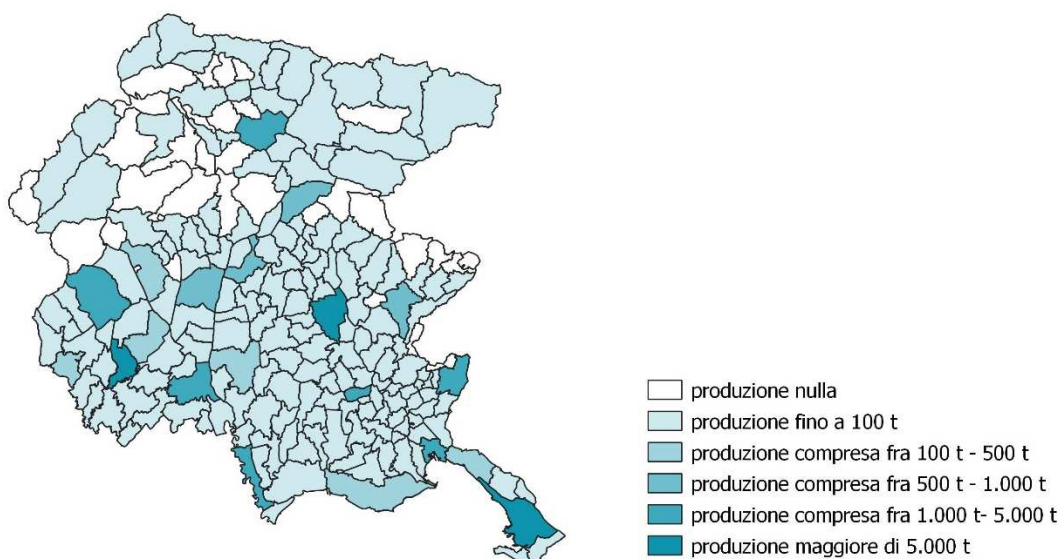 produzione nulla
produzione fino a 100 t
produzione compresa fra 100 t - 500 t
produzione compresa fra 500 t - 1.000 t
produzione compresa fra 1.000 t- 5.000 t
produzione maggiore di 5.000 t